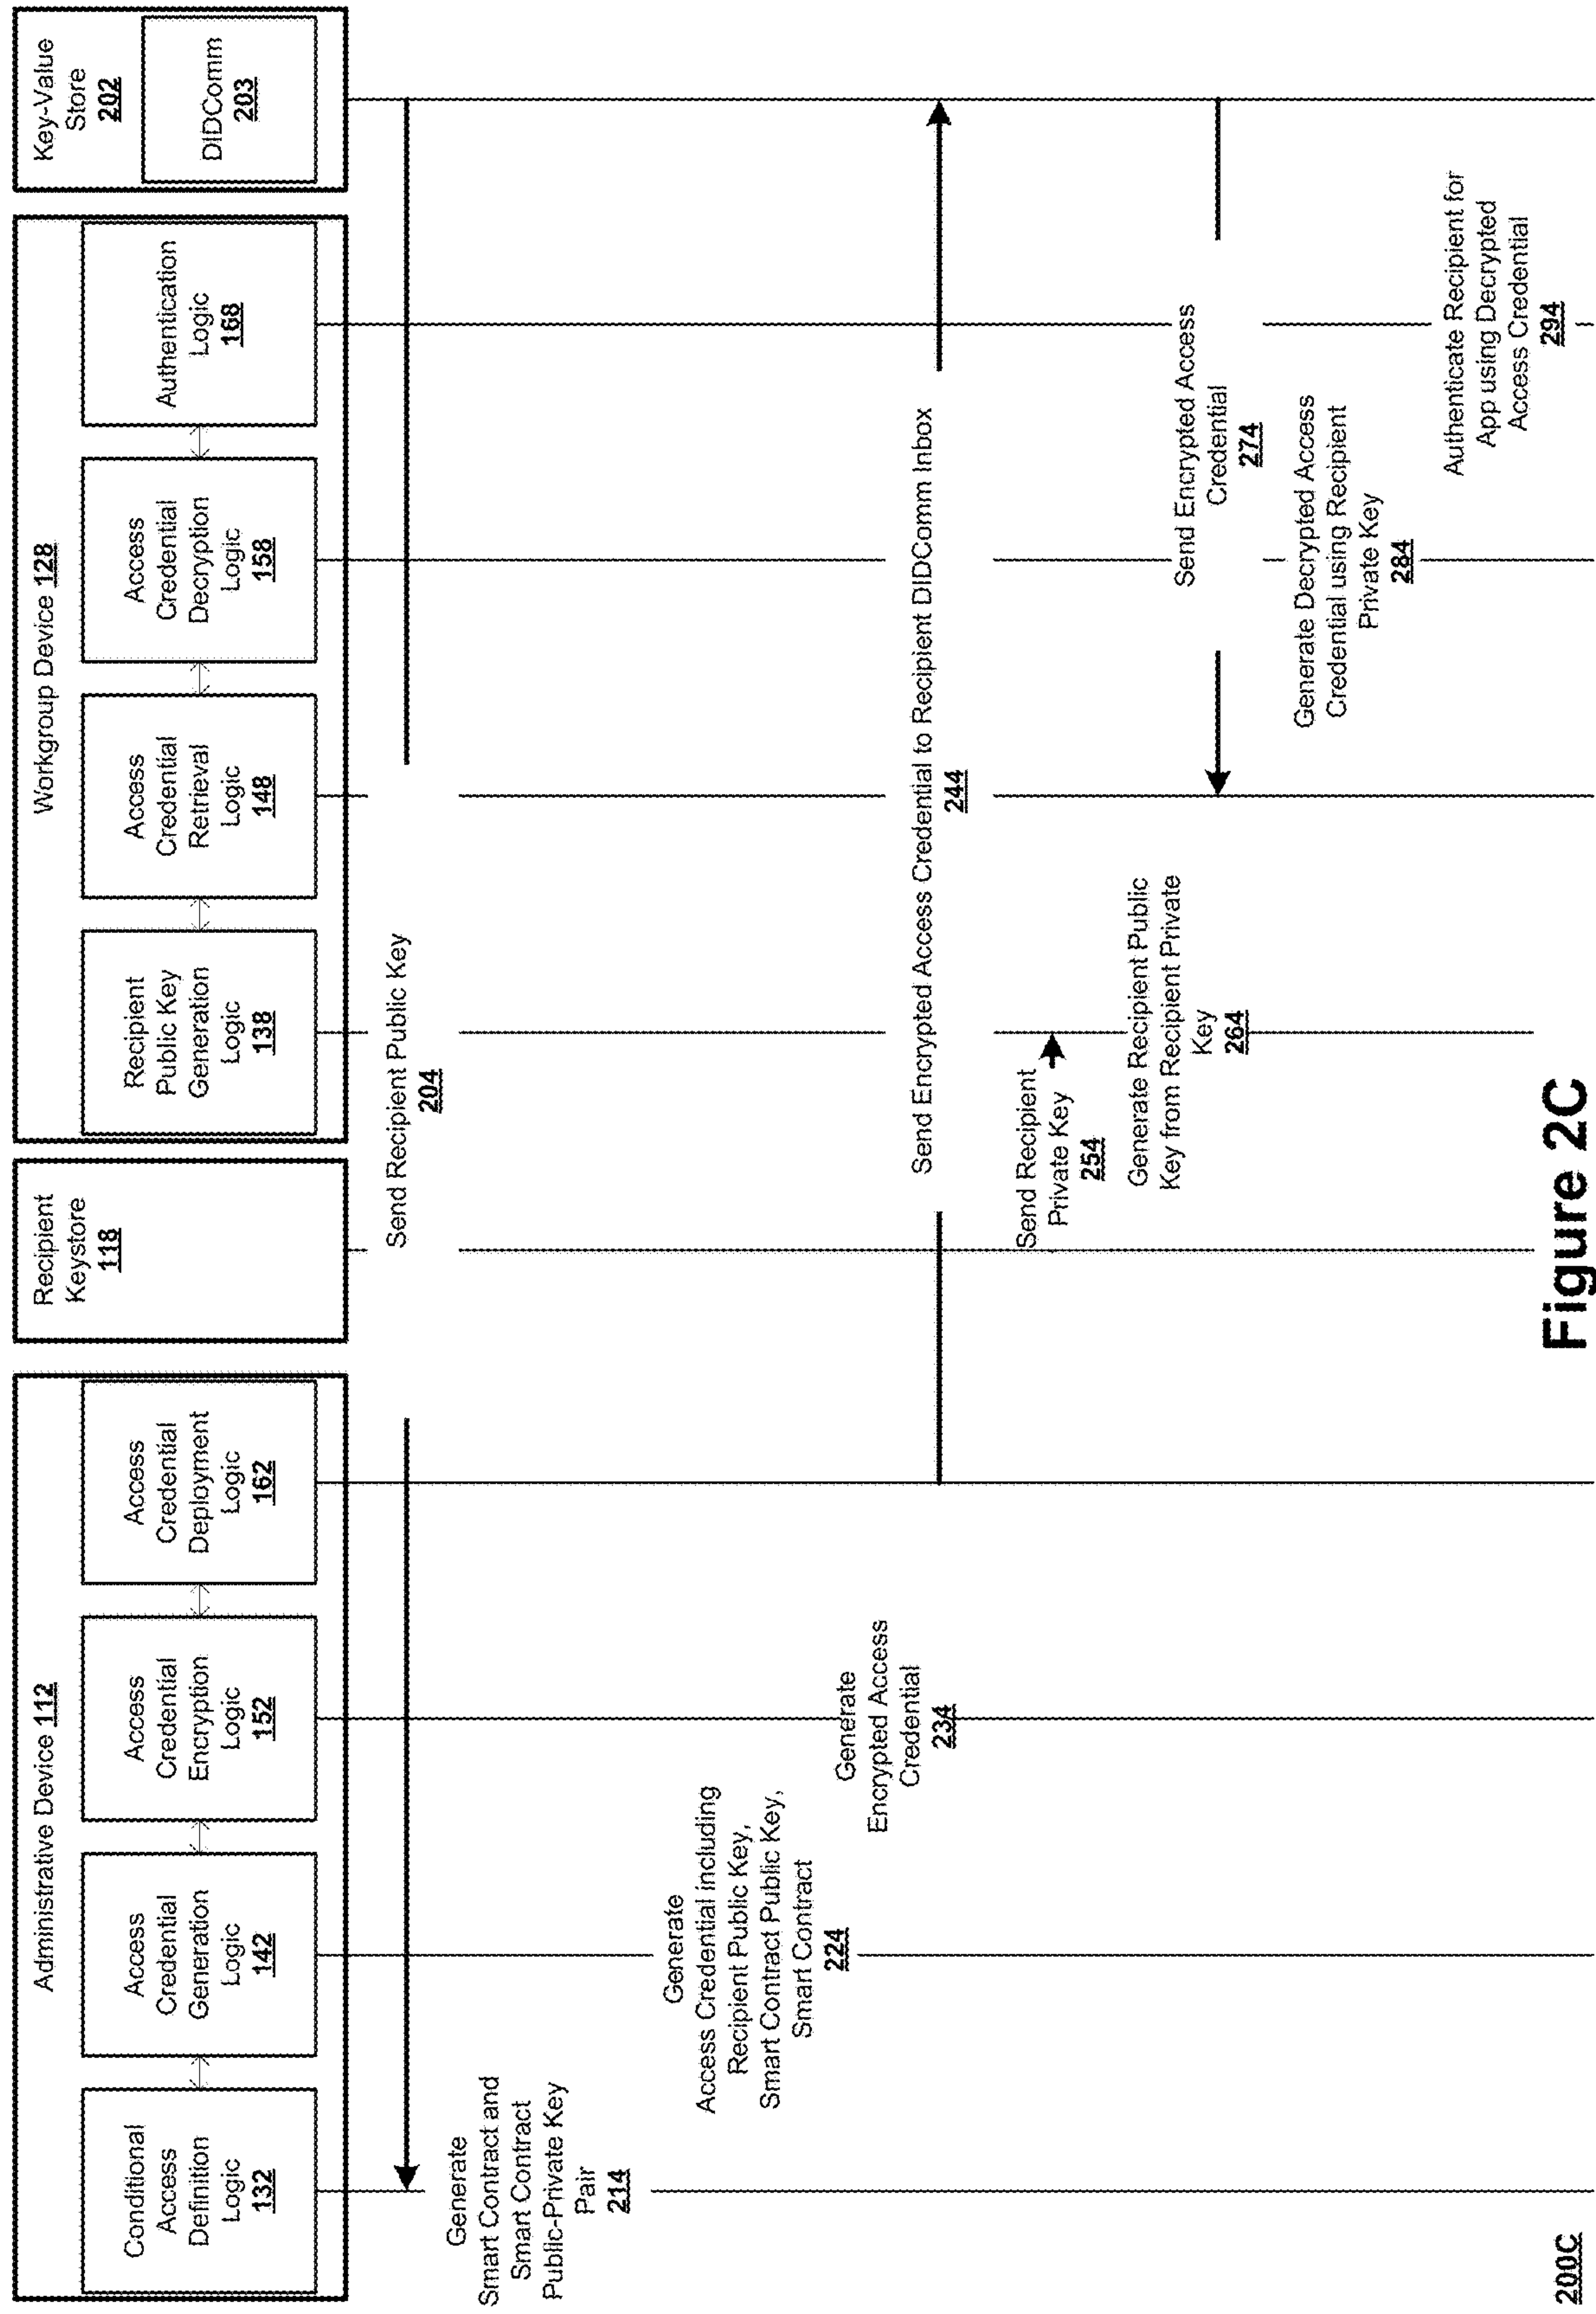 Administrative Device 112
Conditional
Access
Definition
Logic
132
Access
Credential
Generation
Logic
142
Access
Credential
Encryption
Logic
152
Access
Credential
Deployment
Logic
162
Recipient
Keystore
118
Workgroup Device 128
Recipient
Public Key
Generation
Logic
138
Access
Credential
Retrieval
Logic
148
Access
Credential
Decryption
Logic
158
Authentication
Logic
168
Key-Value
Store
202
DIDComm
203
Send Recipient Public Key
204
Generate
Smart Contract and
Smart Contract
Public-Private Key
Pair
214
Generate
Access Credential including
Recipient Public Key,
Smart Contract Public Key,
Smart Contract
224
Generate
Encrypted Access
Credential
234
Send Encrypted Access Credential to Recipient DIDComm Inbox
244
Send Recipient
Private Key
254
Generate Recipient Public
Key from Recipient Private
Key
264
Send Encrypted Access
Credential
274
Generate Decrypted Access
Credential using Recipient
Private Key
284
Authenticate Recipient for
App using Decrypted
Access Credential
294
200C
Figure 2C